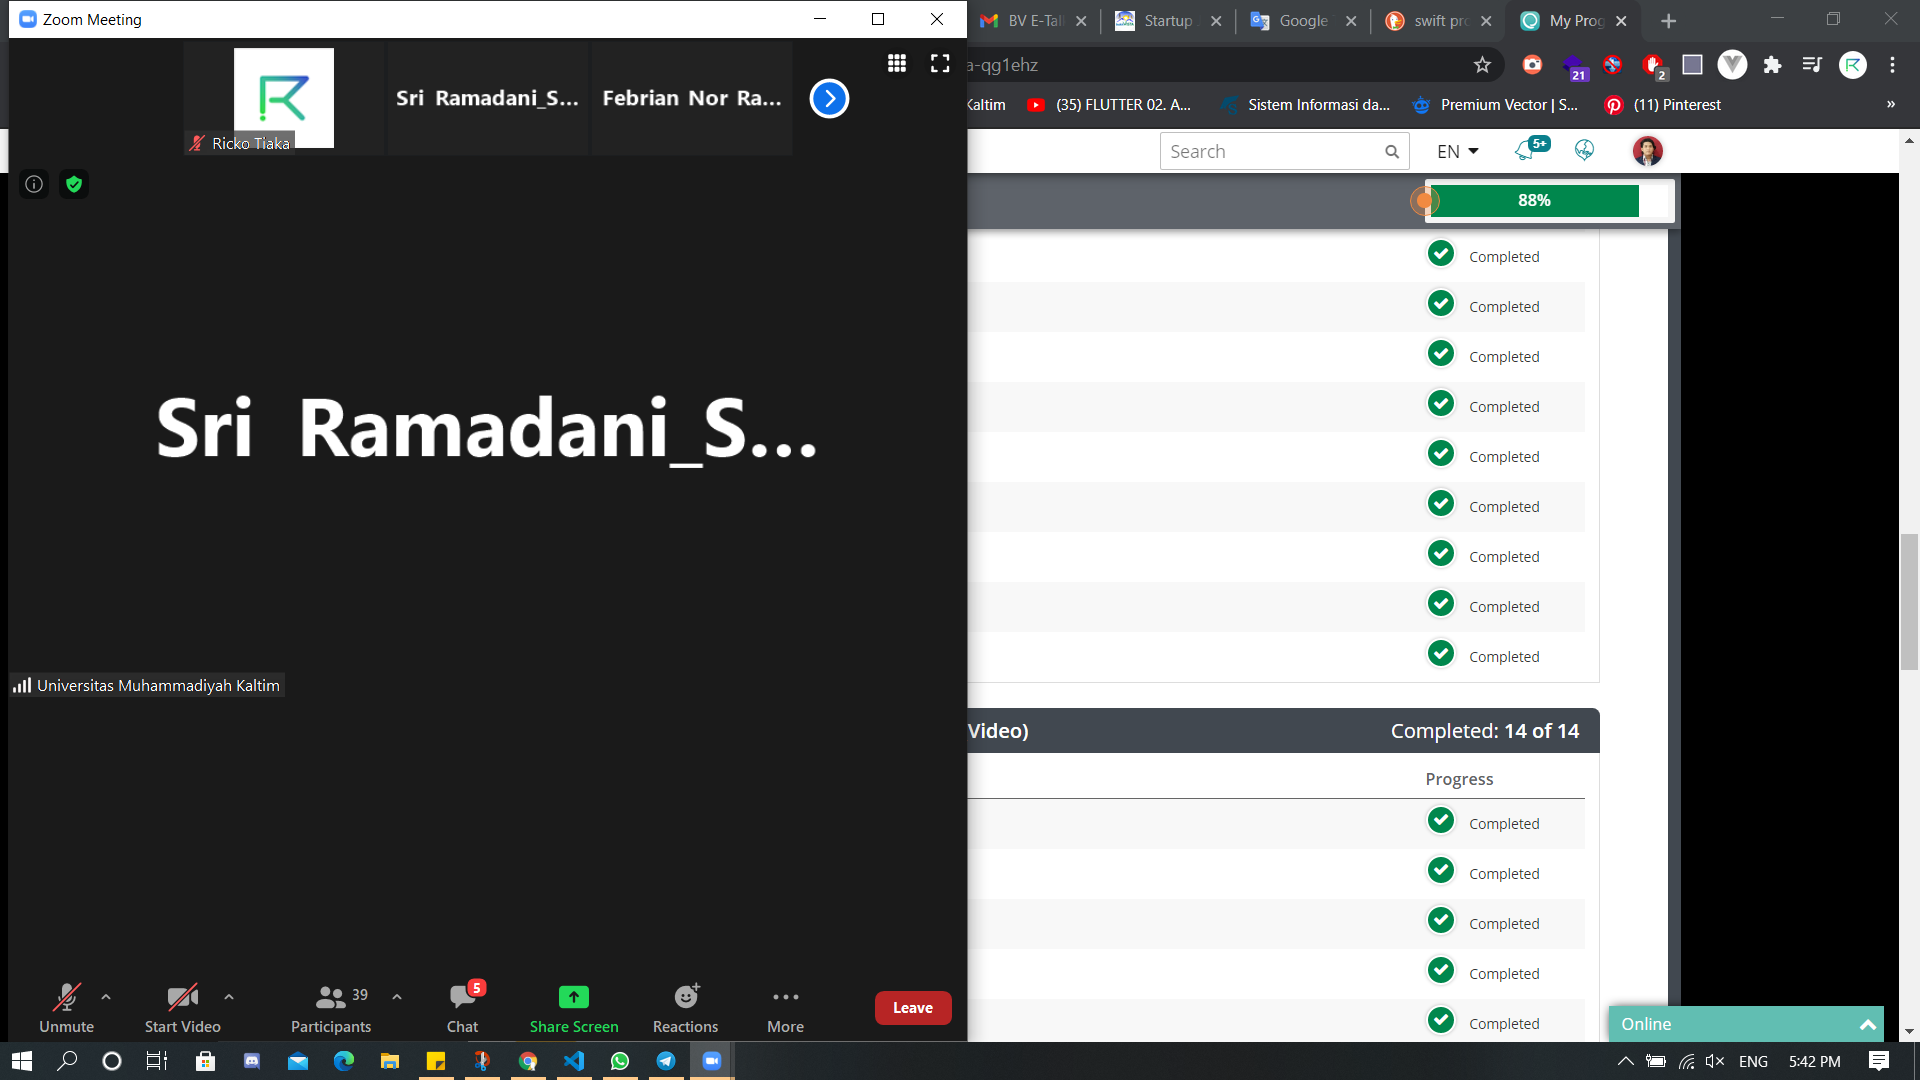 Zoom Meeting
Ricko Tiaka
Sri Ramadani_S...
Febrian Nor Ra...
Sri Ramadani_S...
Universitas Muhammadiyah Kaltim
Unmute
Start Video
39
Participants
5
Chat
Share Screen
Reactions
More
Leave
BV E-Tal
Startup
Google
swift pro
My Prog
a-qg1ehz
21
2
Kaltim
(35) FLUTTER 02. A...
Sistem Informasi da...
Premium Vector | S...
(11) Pinterest
»
Search
EN
5+
88%
Completed
Completed
Completed
Completed
Completed
Completed
Completed
Completed
Completed
Video)
Completed: 14 of 14
Progress
Completed
Completed
Completed
Completed
Completed
Online
ENG
5:42 PM